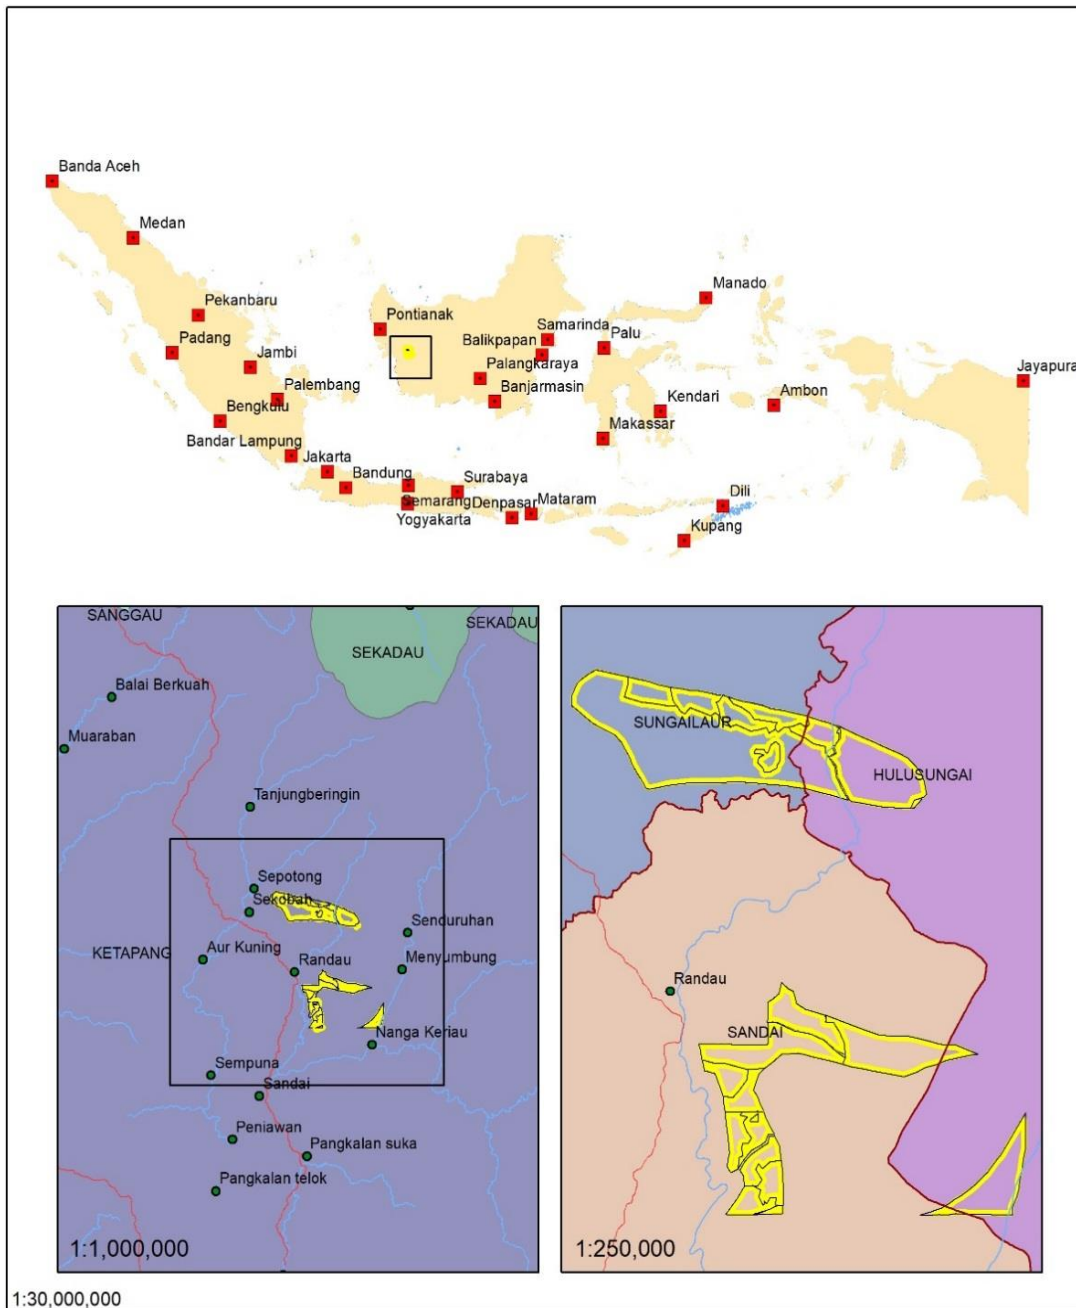 Banda Aceh
Medan
Pekanbaru
Padang
Jambi
Palembang
Bengkulu
Bandar Lampung
Jakarta
Bandung
Semarang
Yogyakarta
Surabaya
Denpasar
Mataram
Pontianak
Samarinda
Balikpapan
Palangkaraya
Banjarmasin
Palu
Manado
Kendari
Makassar
Ambon
Jayapura
Dili
Kupang
SANGGAU
SEKADAU
SEKADAU
Balai Berkuah
Muaraban
Tanjungberingin
Sepotong
Sekobah
Senduruhan
KETAPANG
Aur Kuning
Randau
Menyumbung
Nanga Keriau
Sempuna
Sandai
Peniawan
Pangkalan suka
Pangkalan telok
1:1,000,000
SUNGAILAUR
HULUSUNGAI
Randau
SANDAI
1:250,000
1:30,000,000